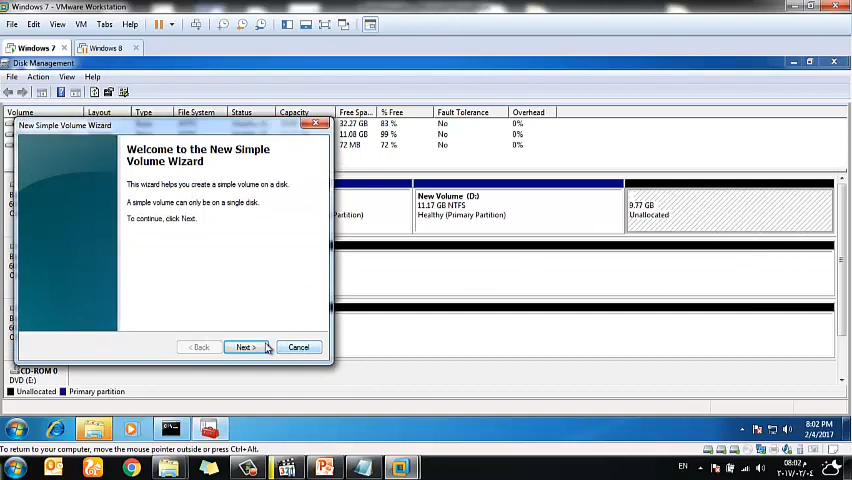 Windows 7 - VMware Workstation
File Edit View VM Tabs Help
Windows 7 Windows 8
Disk Management
File Action View Help
Volume Layout Type File System Status Capacity Free Spa... % Free Fault Tolerance Overhead
32.27 GB 83 % No 0%
11.08 GB 99 % No 0%
72 MB 72 % No 0%
New Simple Volume Wizard
Welcome to the New Simple
Volume Wizard
This wizard helps you create a simple volume on a disk.
A simple volume can only be on a single disk.
To continue, click Next.
< Back Next > Cancel
Partition)
New Volume (D:)
11.17 GB NTFS
Healthy (Primary Partition)
9.77 GB
Unallocated
CD-ROM 0
DVD (E:)
Unallocated Primary partition
8:02 PM
2/4/2017
To return to your computer, move the mouse pointer outside or press Ctrl+Alt.
EN
08:02 م
٢٠١٧/٠٢/٠٤